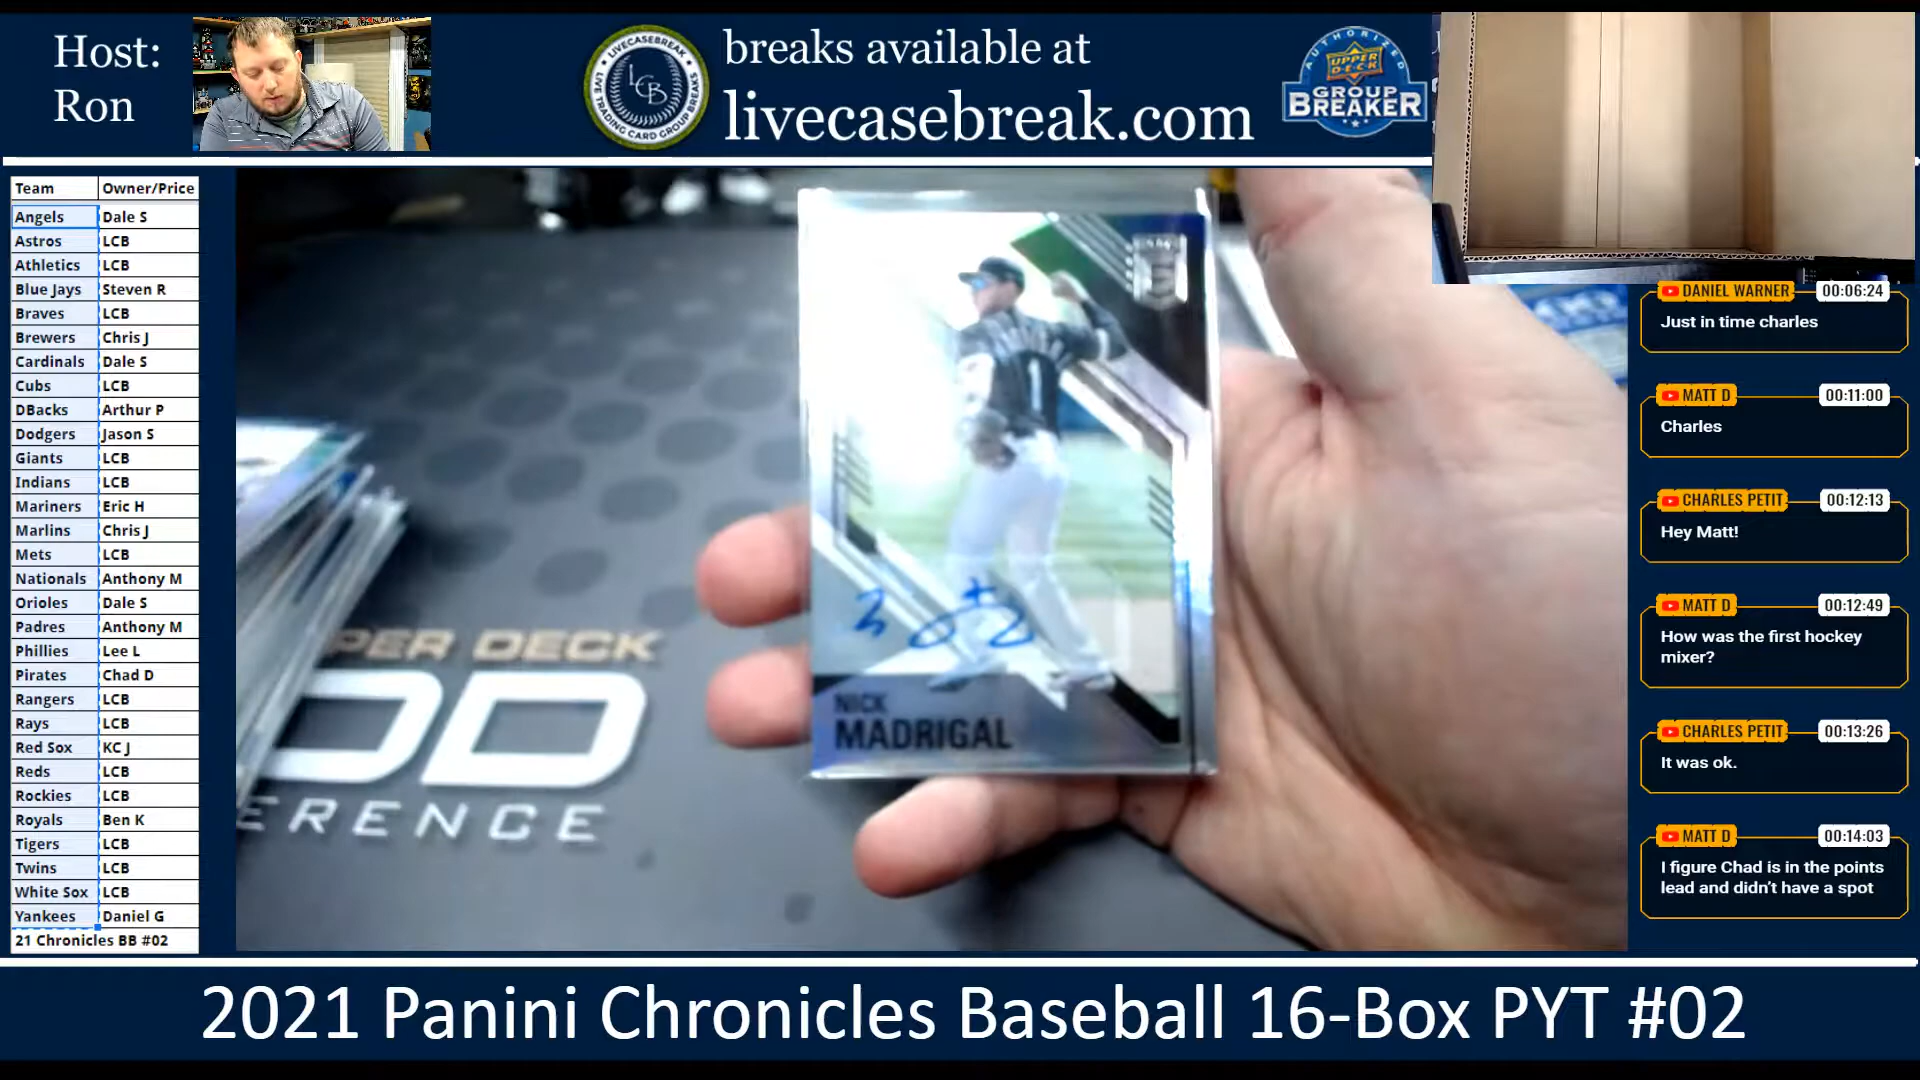 Host:
Ron
LIVECASEBREAK
LCB
LIVE TRADING CARD GROUP BREAKS
breaks available at
livecasebreak.com
AUTHORIZED
UPPER DECK
GROUP
BREAKER
Team Owner/Price
Angels Dale S
Astros LCB
Athletics LCB
Blue Jays Steven R
Braves LCB
Brewers Chris J
Cardinals Dale S
Cubs LCB
DBacks Arthur P
Dodgers Jason S
Giants LCB
Indians LCB
Mariners Eric H
Marlins Chris J
Mets LCB
Nationals Anthony M
Orioles Dale S
Padres Anthony M
Phillies Lee L
Pirates Chad D
Rangers LCB
Rays LCB
Red Sox KC J
Reds LCB
Rockies LCB
Royals Ben K
Tigers LCB
Twins LCB
White Sox LCB
Yankees Daniel G
21 Chronicles BB #02
1
NICK
MADRIGAL
PER DECK
ERENCE
DANIEL WARNER 00:06:24
Just in time charles
MATT D 00:11:00
Charles
CHARLES PETIT 00:12:13
Hey Matt!
MATT D 00:12:49
How was the first hockey
mixer?
CHARLES PETIT 00:13:26
It was ok.
MATT D 00:14:03
I figure Chad is in the points
lead and didn't have a spot
2021 Panini Chronicles Baseball 16-Box PYT #02